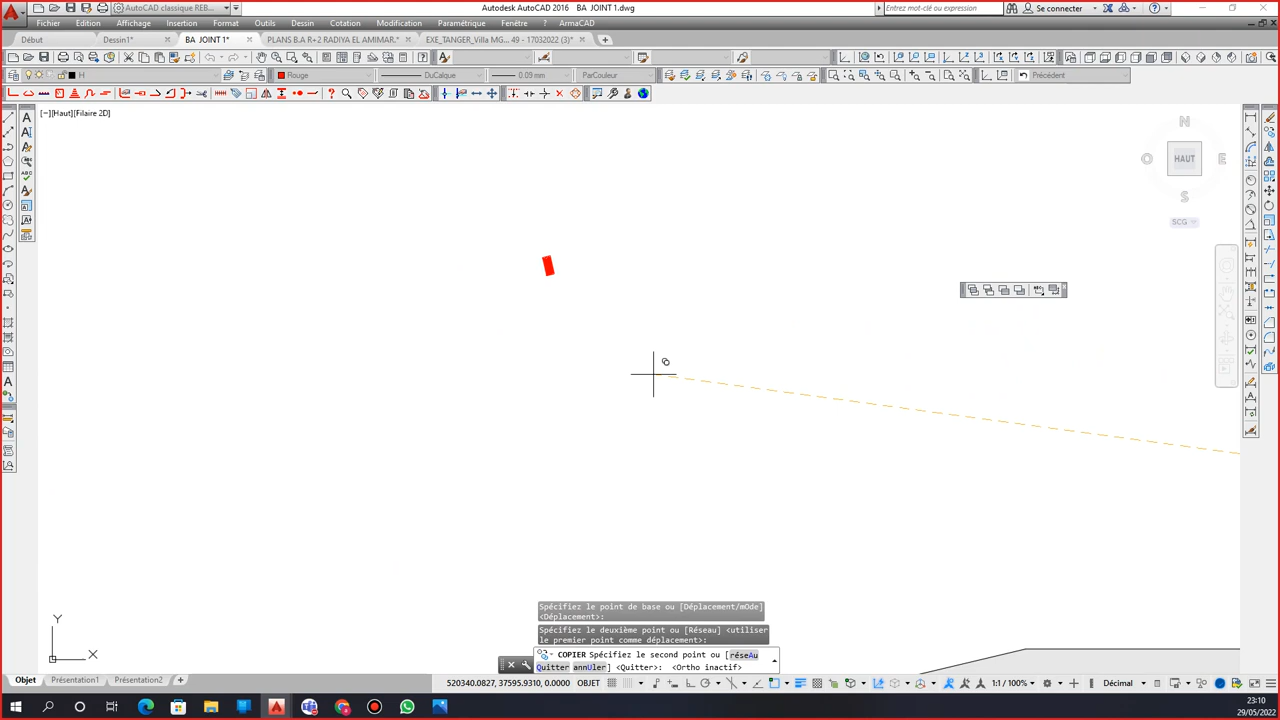 AutoCAD classique REB...
Autodesk AutoCAD 2016 BA JOINT 1.dwg
Entrez mot-clé ou expression
Se connecter
Fichier Edition Affichage Insertion Format Outils Dessin Cotation Modification Paramétrique Fenêtre ? ArmaCAD
Début Dessin1* BA JOINT 1* PLANS B.A R+2 RADIYA EL AMIMAR.* EXE_TANGER_Villa MG... 49 - 17032022 (3)*
H Rouge DuCalque 0.09 mm ParCouleur Précédent
[−][Haut][Filaire 2D]
N
O HAUT E
S
SCG
Y
X
Spécifiez le point de base ou [Déplacement/mOde]
<Déplacement>:
Spécifiez le deuxième point ou [Réseau] <utiliser
le premier point comme déplacement>:
COPIER Spécifiez le second point ou [réseAu
Quitter annUler] <Quitter>: <Ortho inactif>
Objet Présentation1 Présentation2 +
520340.0827, 37595.9310, 0.0000 OBJET 1:1 / 100% Décimal
23:10
29/05/2022